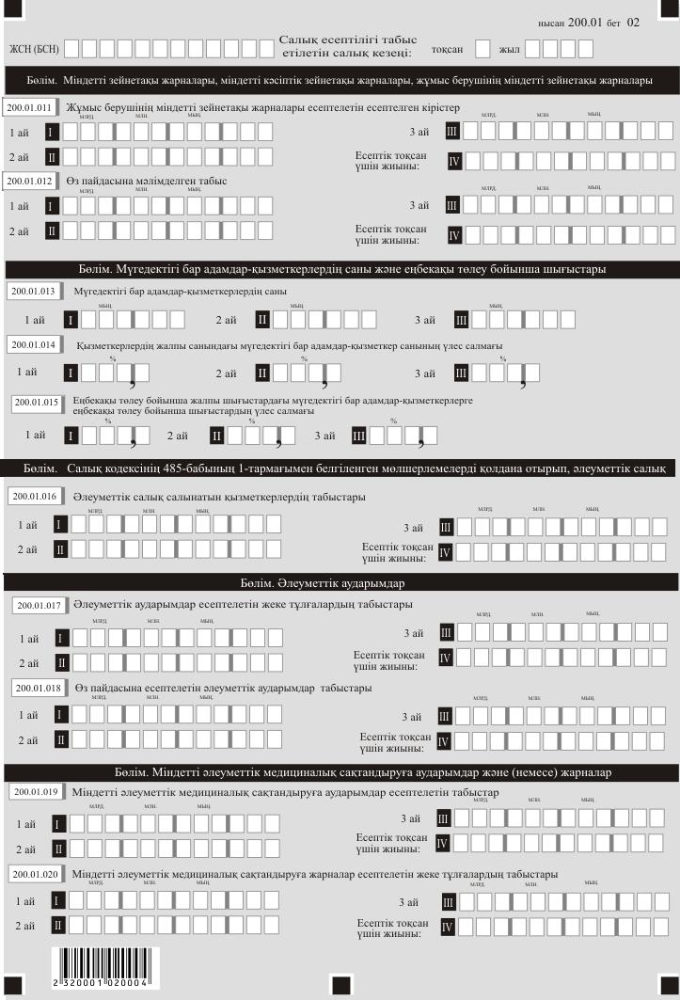 нысан 200.01 бет 02
ЖСН (БСН) Салық есептілігі табыс етілетін салық кезеңі: тоқсан жыл
Бөлім. Міндетті зейнетақы жарналары, міндетті кәсіптік зейнетақы жарналары, жұмыс берушінің міндетті зейнетақы жарналары
200.01.011 Жұмыс берушінің міндетті зейнетақы жарналары есептелетін есептелген кірістер
МЛРД. МЛН. МЫҢ. МЛРД. МЛН. МЫҢ.
1 ай I 3 ай III
2 ай II Есептік тоқсан үшін жиыны: IV
200.01.012 Өз пайдасына мәлімделген табыс
МЛРД. МЛН. МЫҢ. МЛРД. МЛН. МЫҢ.
1 ай I 3 ай III
2 ай II Есептік тоқсан үшін жиыны: IV
Бөлім. Мүгедектігі бар адамдар-қызметкерлердің саны және еңбекақы төлеу бойынша шығыстары
200.01.013 Мүгедектігі бар адамдар-қызметкерлердің саны
МЫҢ. МЫҢ. МЫҢ.
1 ай I 2 ай II 3 ай III
200.01.014 Қызметкерлердің жалпы санындағы мүгедектігі бар адамдар-қызметкер санының үлес салмағы
% % %
1 ай I , 2 ай II , 3 ай III ,
200.01.015 Еңбекақы төлеу бойынша жалпы шығыстардағы мүгедектігі бар адамдар-қызметкерлерге
еңбекақы төлеу бойынша шығыстардың үлес салмағы
% % %
1 ай I , 2 ай II , 3 ай III ,
Бөлім. Салық кодексінің 485-бабының 1-тармағымен белгіленген мөлшерлемелерді қолдана отырып, әлеуметтік салық
200.01.016 Әлеуметтік салық салынатын қызметкерлердің табыстары
МЛРД. МЛН. МЫҢ. МЛРД. МЛН. МЫҢ.
1 ай I 3 ай III
2 ай II Есептік тоқсан үшін жиыны: IV
Бөлім. Әлеуметтік аударымдар
200.01.017 Әлеуметтік аударымдар есептелетін жеке тұлғалардың табыстары
МЛРД. МЛН. МЫҢ. МЛРД. МЛН. МЫҢ.
1 ай I 3 ай III
2 ай II Есептік тоқсан үшін жиыны: IV
200.01.018 Өз пайдасына есептелетін әлеуметтік аударымдар табыстары
МЛРД. МЛН. МЫҢ. МЛРД. МЛН. МЫҢ.
1 ай I 3 ай III
2 ай II Есептік тоқсан үшін жиыны: IV
Бөлім. Міндетті әлеуметтік медициналық сақтандыруға аударымдар және (немесе) жарналар
200.01.019 Міндетті әлеуметтік медициналық сақтандыруға аударымдар есептелетін табыстар
МЛРД. МЛН. МЫҢ. МЛРД. МЛН. МЫҢ.
1 ай I 3 ай III
2 ай II Есептік тоқсан үшін жиыны: IV
200.01.020 Міндетті әлеуметтік медициналық сақтандыруға жарналар есептелетін жеке тұлғалардың табыстары
МЛРД. МЛН. МЫҢ. МЛРД. МЛН. МЫҢ.
1 ай I 3 ай III
2 ай II Есептік тоқсан үшін жиыны: IV
2 320001 020004